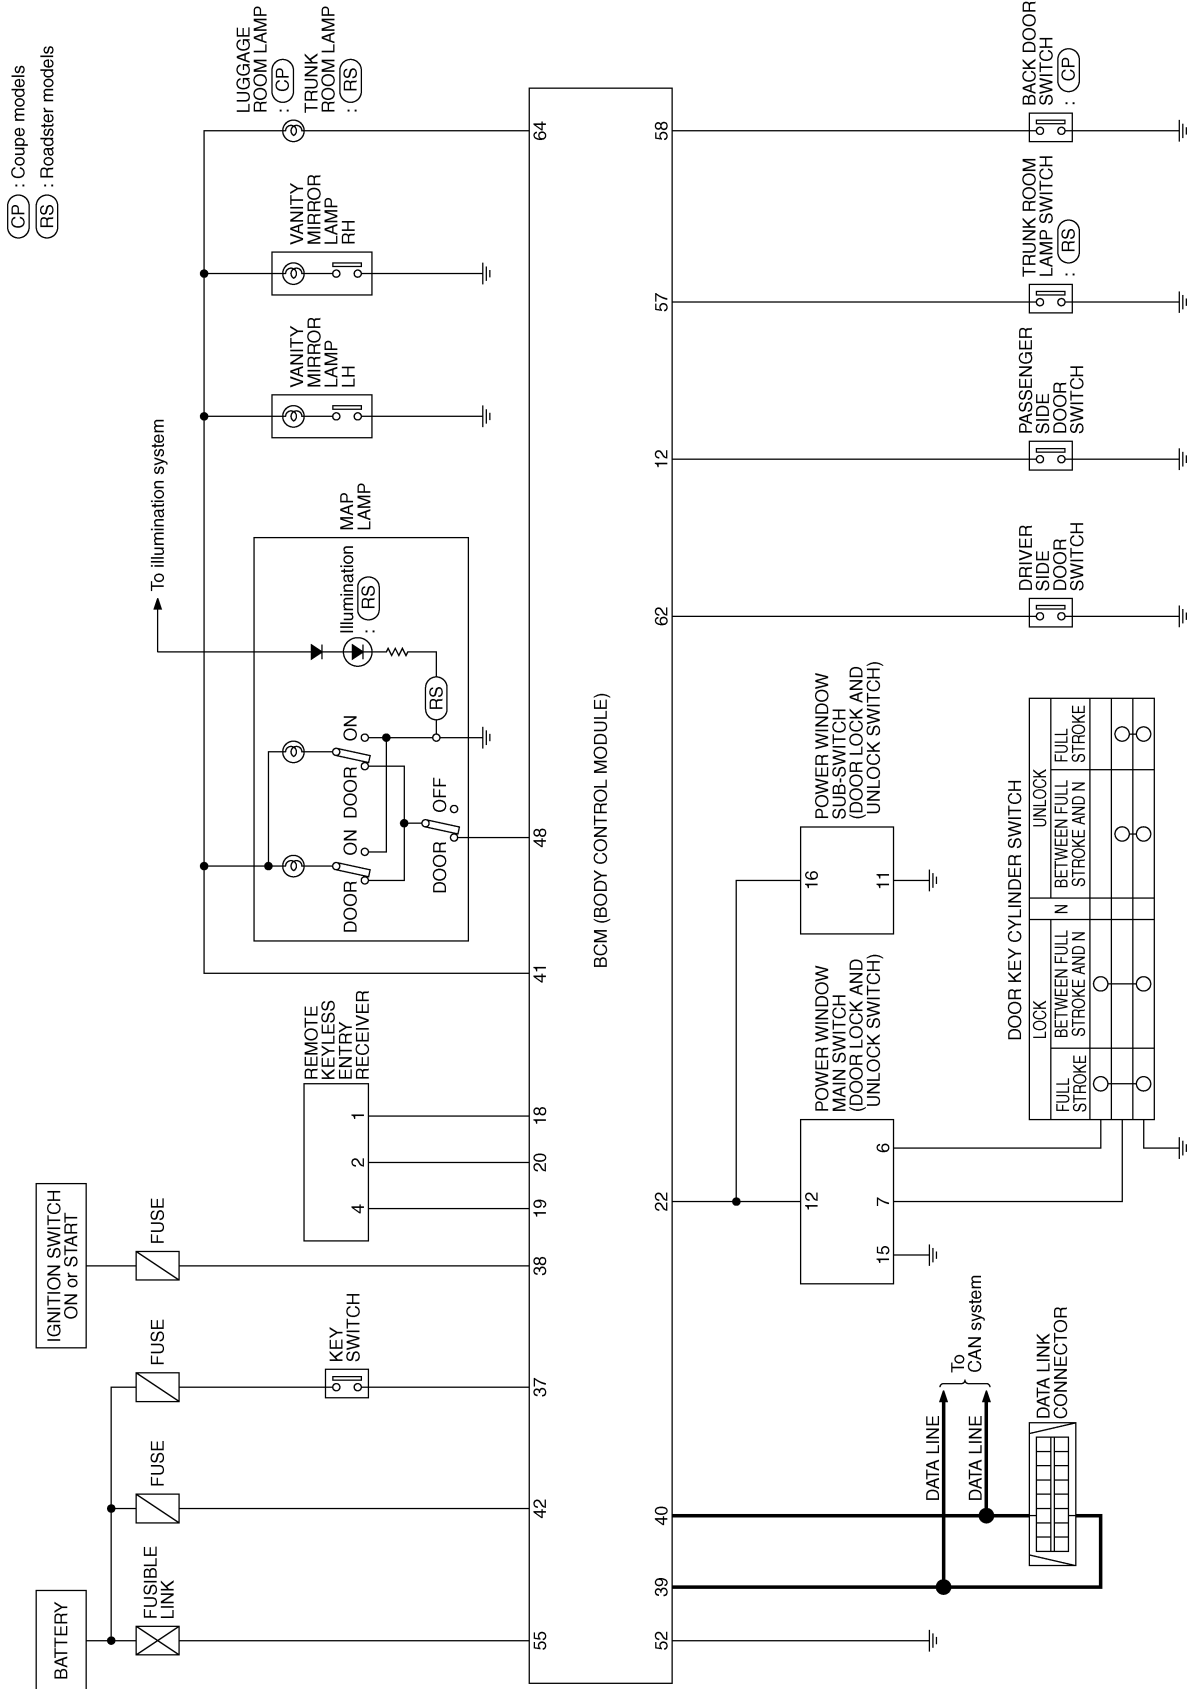 CP : Coupe models
RS : Roadster models
BATTERY
FUSIBLE
LINK
FUSE
FUSE
KEY
SWITCH
IGNITION SWITCH
ON or START
FUSE
REMOTE
KEYLESS
ENTRY
RECEIVER
4
2
1
To illumination system
MAP
LAMP
DOOR
ON
DOOR
ON
DOOR
OFF
RS
Illumination
: RS
VANITY
MIRROR
LAMP
LH
VANITY
MIRROR
LAMP
RH
LUGGAGE
ROOM LAMP
: CP
TRUNK
ROOM LAMP
: RS
55
42
37
38
19
20
18
41
48
64
BCM (BODY CONTROL MODULE)
52
39
40
22
62
12
57
58
DATA LINE
DATA LINE
To
CAN system
DATA LINK
CONNECTOR
POWER WINDOW
MAIN SWITCH
(DOOR LOCK AND
UNLOCK SWITCH)
12
15
7
6
POWER WINDOW
SUB-SWITCH
(DOOR LOCK AND
UNLOCK SWITCH)
16
11
DOOR KEY CYLINDER SWITCH
LOCK
N
UNLOCK
FULL
STROKE
BETWEEN FULL
STROKE AND N
BETWEEN FULL
STROKE AND N
FULL
STROKE
DRIVER
SIDE
DOOR
SWITCH
PASSENGER
SIDE
DOOR
SWITCH
TRUNK ROOM
LAMP SWITCH
: RS
BACK DOOR
SWITCH
: CP